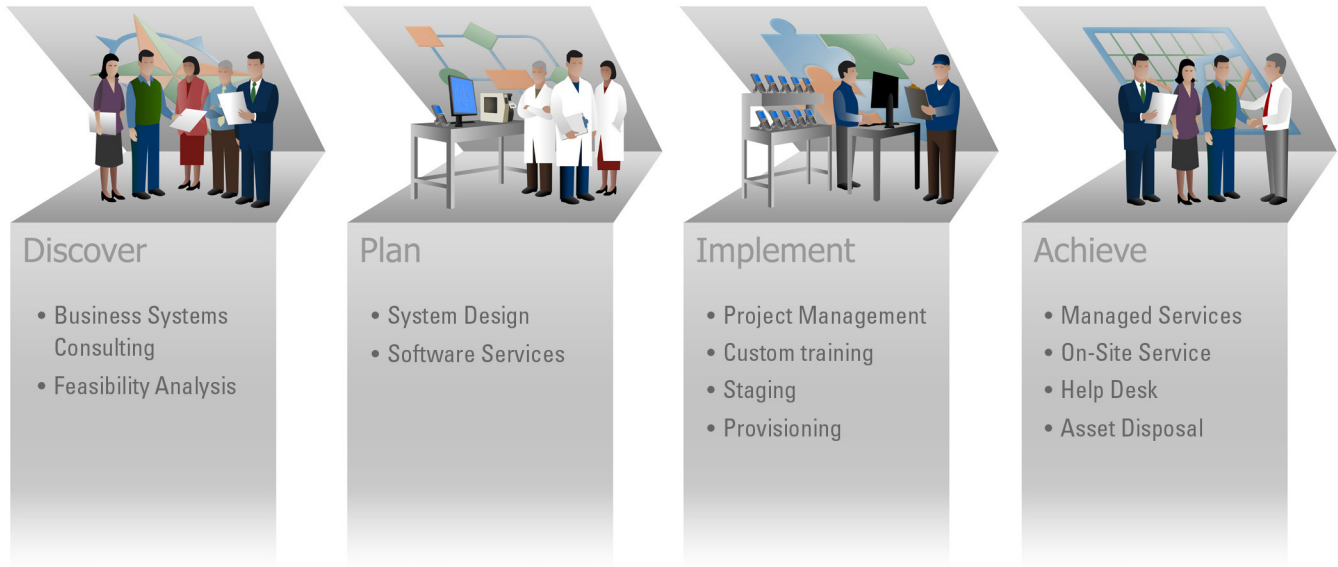 Discover
• Business Systems
Consulting
• Feasibility Analysis
Plan
• System Design
• Software Services
Implement
• Project Management
• Custom training
• Staging
• Provisioning
Achieve
• Managed Services
• On-Site Service
• Help Desk
• Asset Disposal